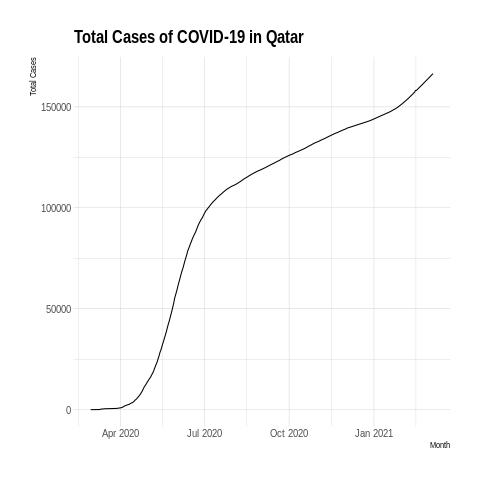 Total Cases of COVID-19 in Qatar
Total Cases
150000
100000
50000
0
Apr 2020 Jul 2020 Oct 2020 Jan 2021
Month